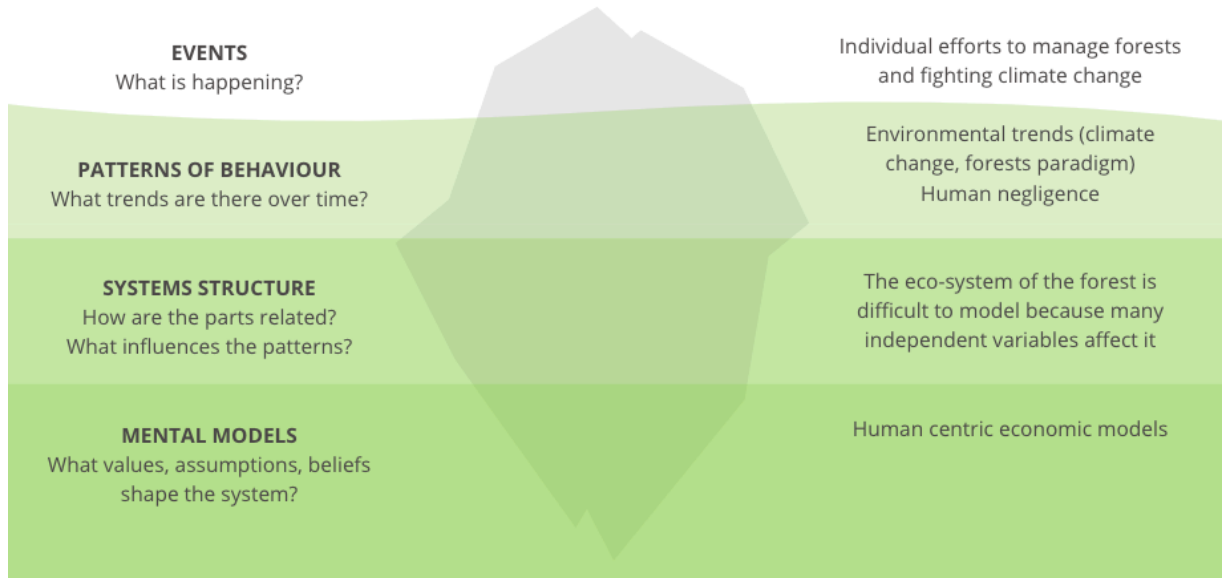 EVENTS
What is happening?
Individual efforts to manage forests
and fighting climate change
PATTERNS OF BEHAVIOUR
What trends are there over time?
Environmental trends (climate
change, forests paradigm)
Human negligence
SYSTEMS STRUCTURE
How are the parts related?
What influences the patterns?
The eco-system of the forest is
difficult to model because many
independent variables affect it
MENTAL MODELS
What values, assumptions, beliefs
shape the system?
Human centric economic models